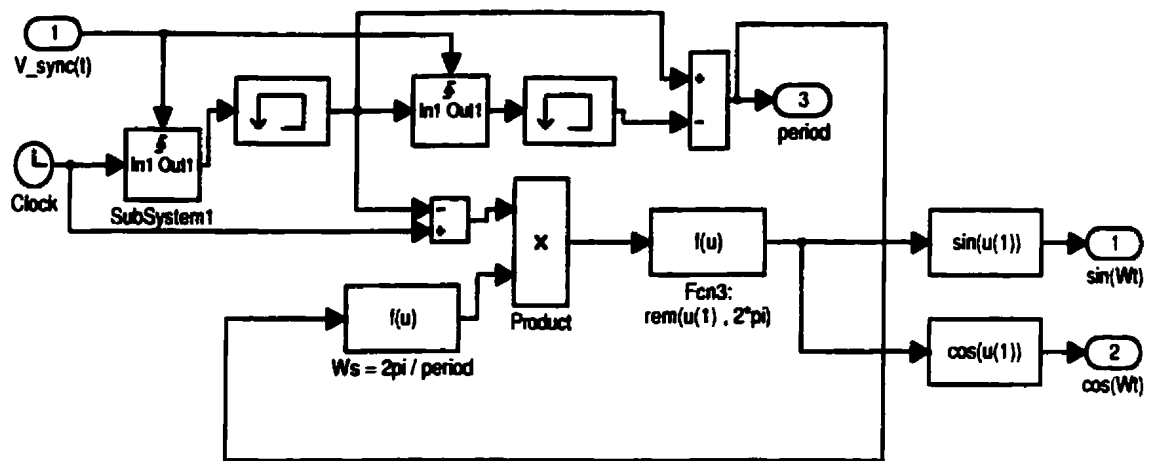 1
V_sync(t)
In1 Out1
+
-
3
period
In1 Out1
Clock
SubSystem1
-
+
x
Product
f(u)
Fcn3:
rem(u(1) , 2*pi)
sin(u(1))
1
sin(Wt)
f(u)
Ws = 2pi / period
cos(u(1))
2
cos(Wt)